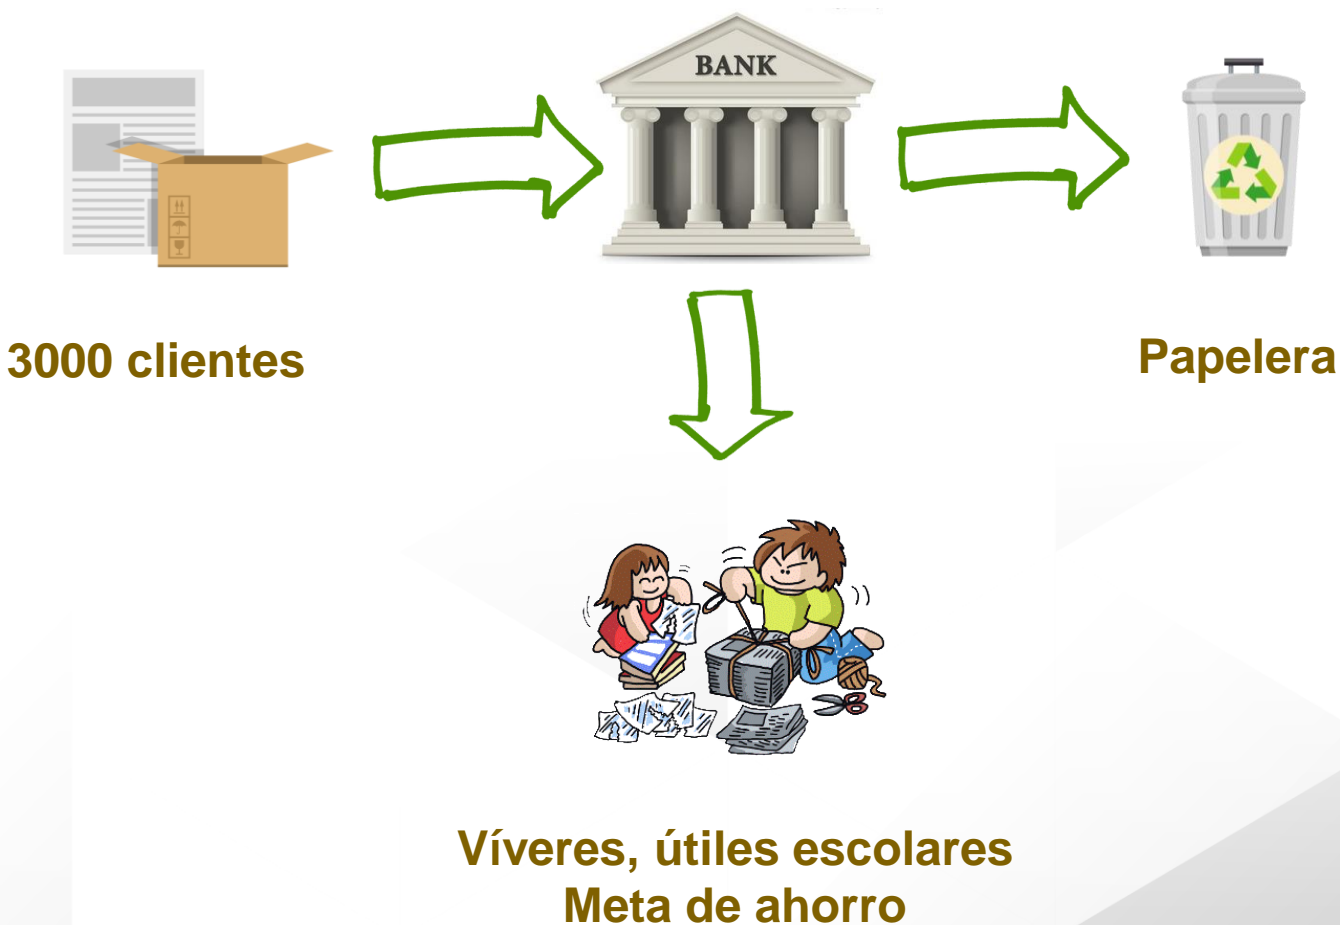 BANK
3000 clientes
Papelera
Víveres, útiles escolares
Meta de ahorro